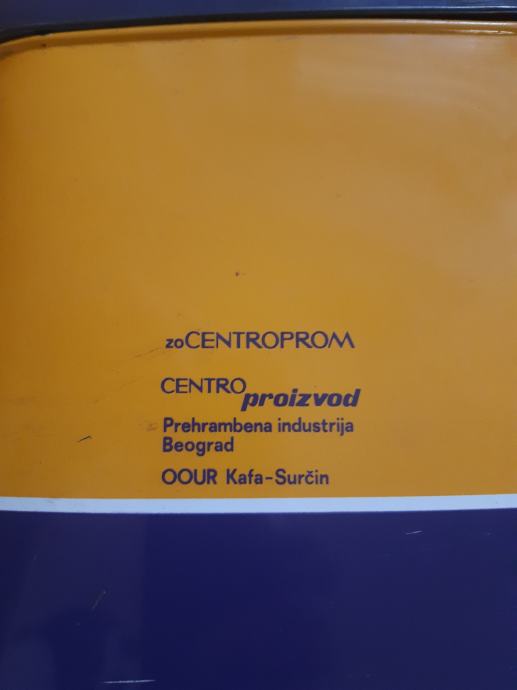 zoCENTROPROM
CENTROproizvod
Prehrambena industrija
Beograd
OOUR Kafa-Surčin